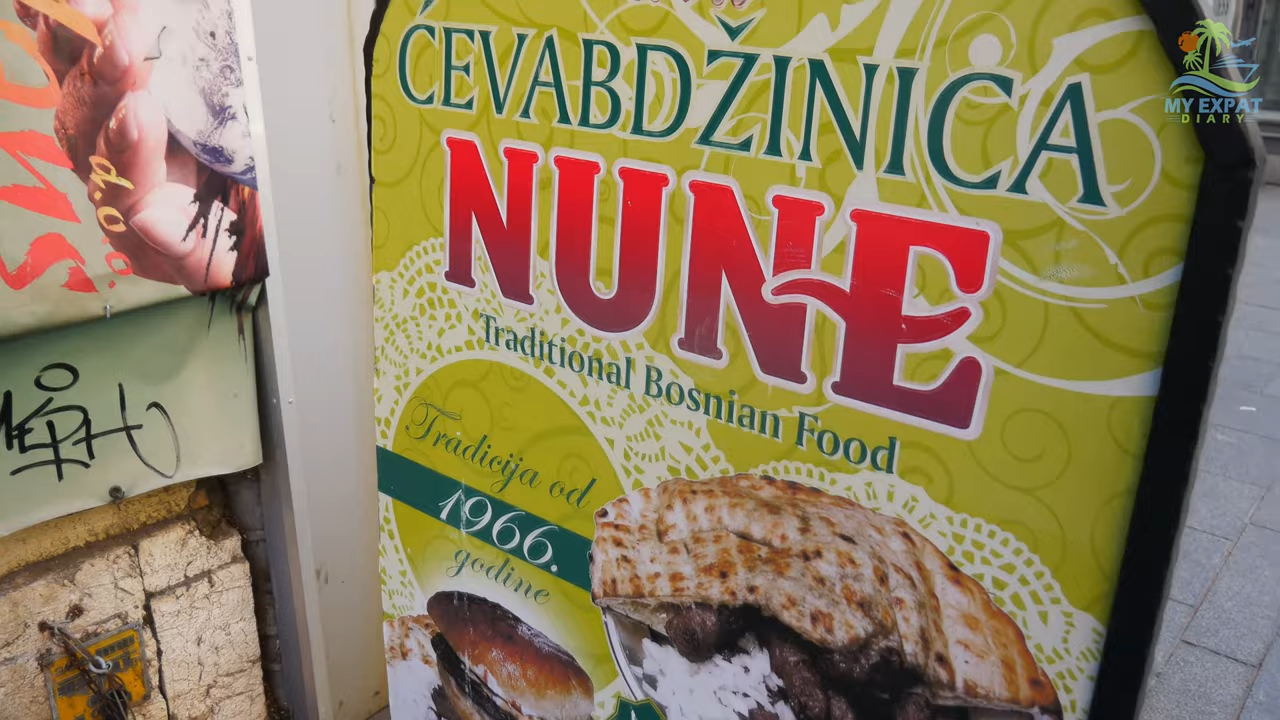 ĆEVABDŽINICA
NUNE
Traditional Bosnian Food
Tradicija od
1966.
godine
MY EXPAT
DIARY
d.o.